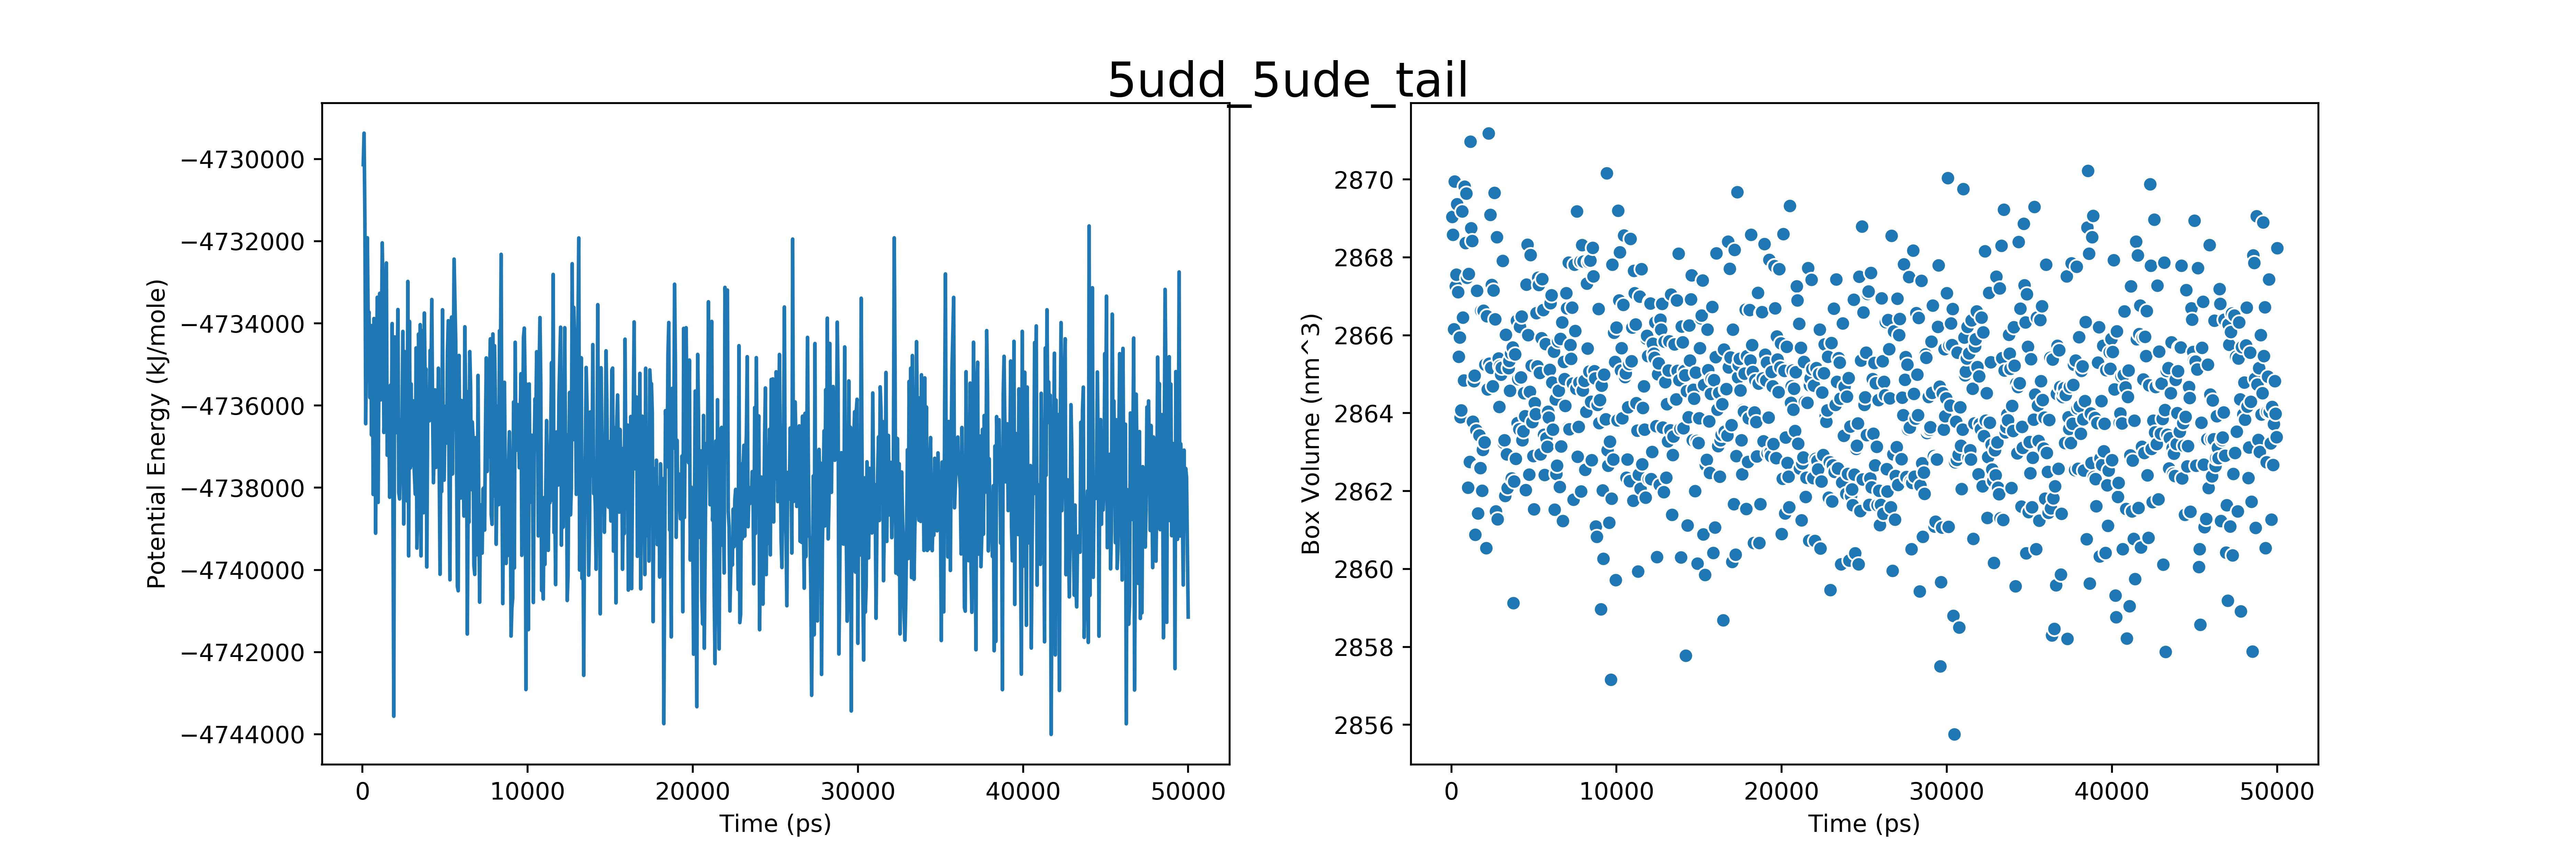 5udd_5ude_tail
Potential Energy (kJ/mole)
−4730000
−4732000
−4734000
−4736000
−4738000
−4740000
−4742000
−4744000
0 10000 20000 30000 40000 50000
Time (ps)
Box Volume (nm^3)
2870
2868
2866
2864
2862
2860
2858
2856
0 10000 20000 30000 40000 50000
Time (ps)